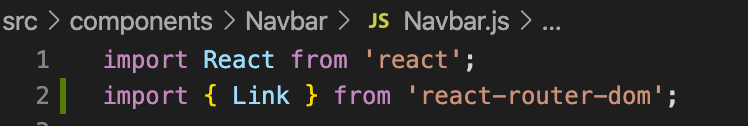 src > components > Navbar > JS Navbar.js > ...
1 import React from 'react';
2 import { Link } from 'react-router-dom';